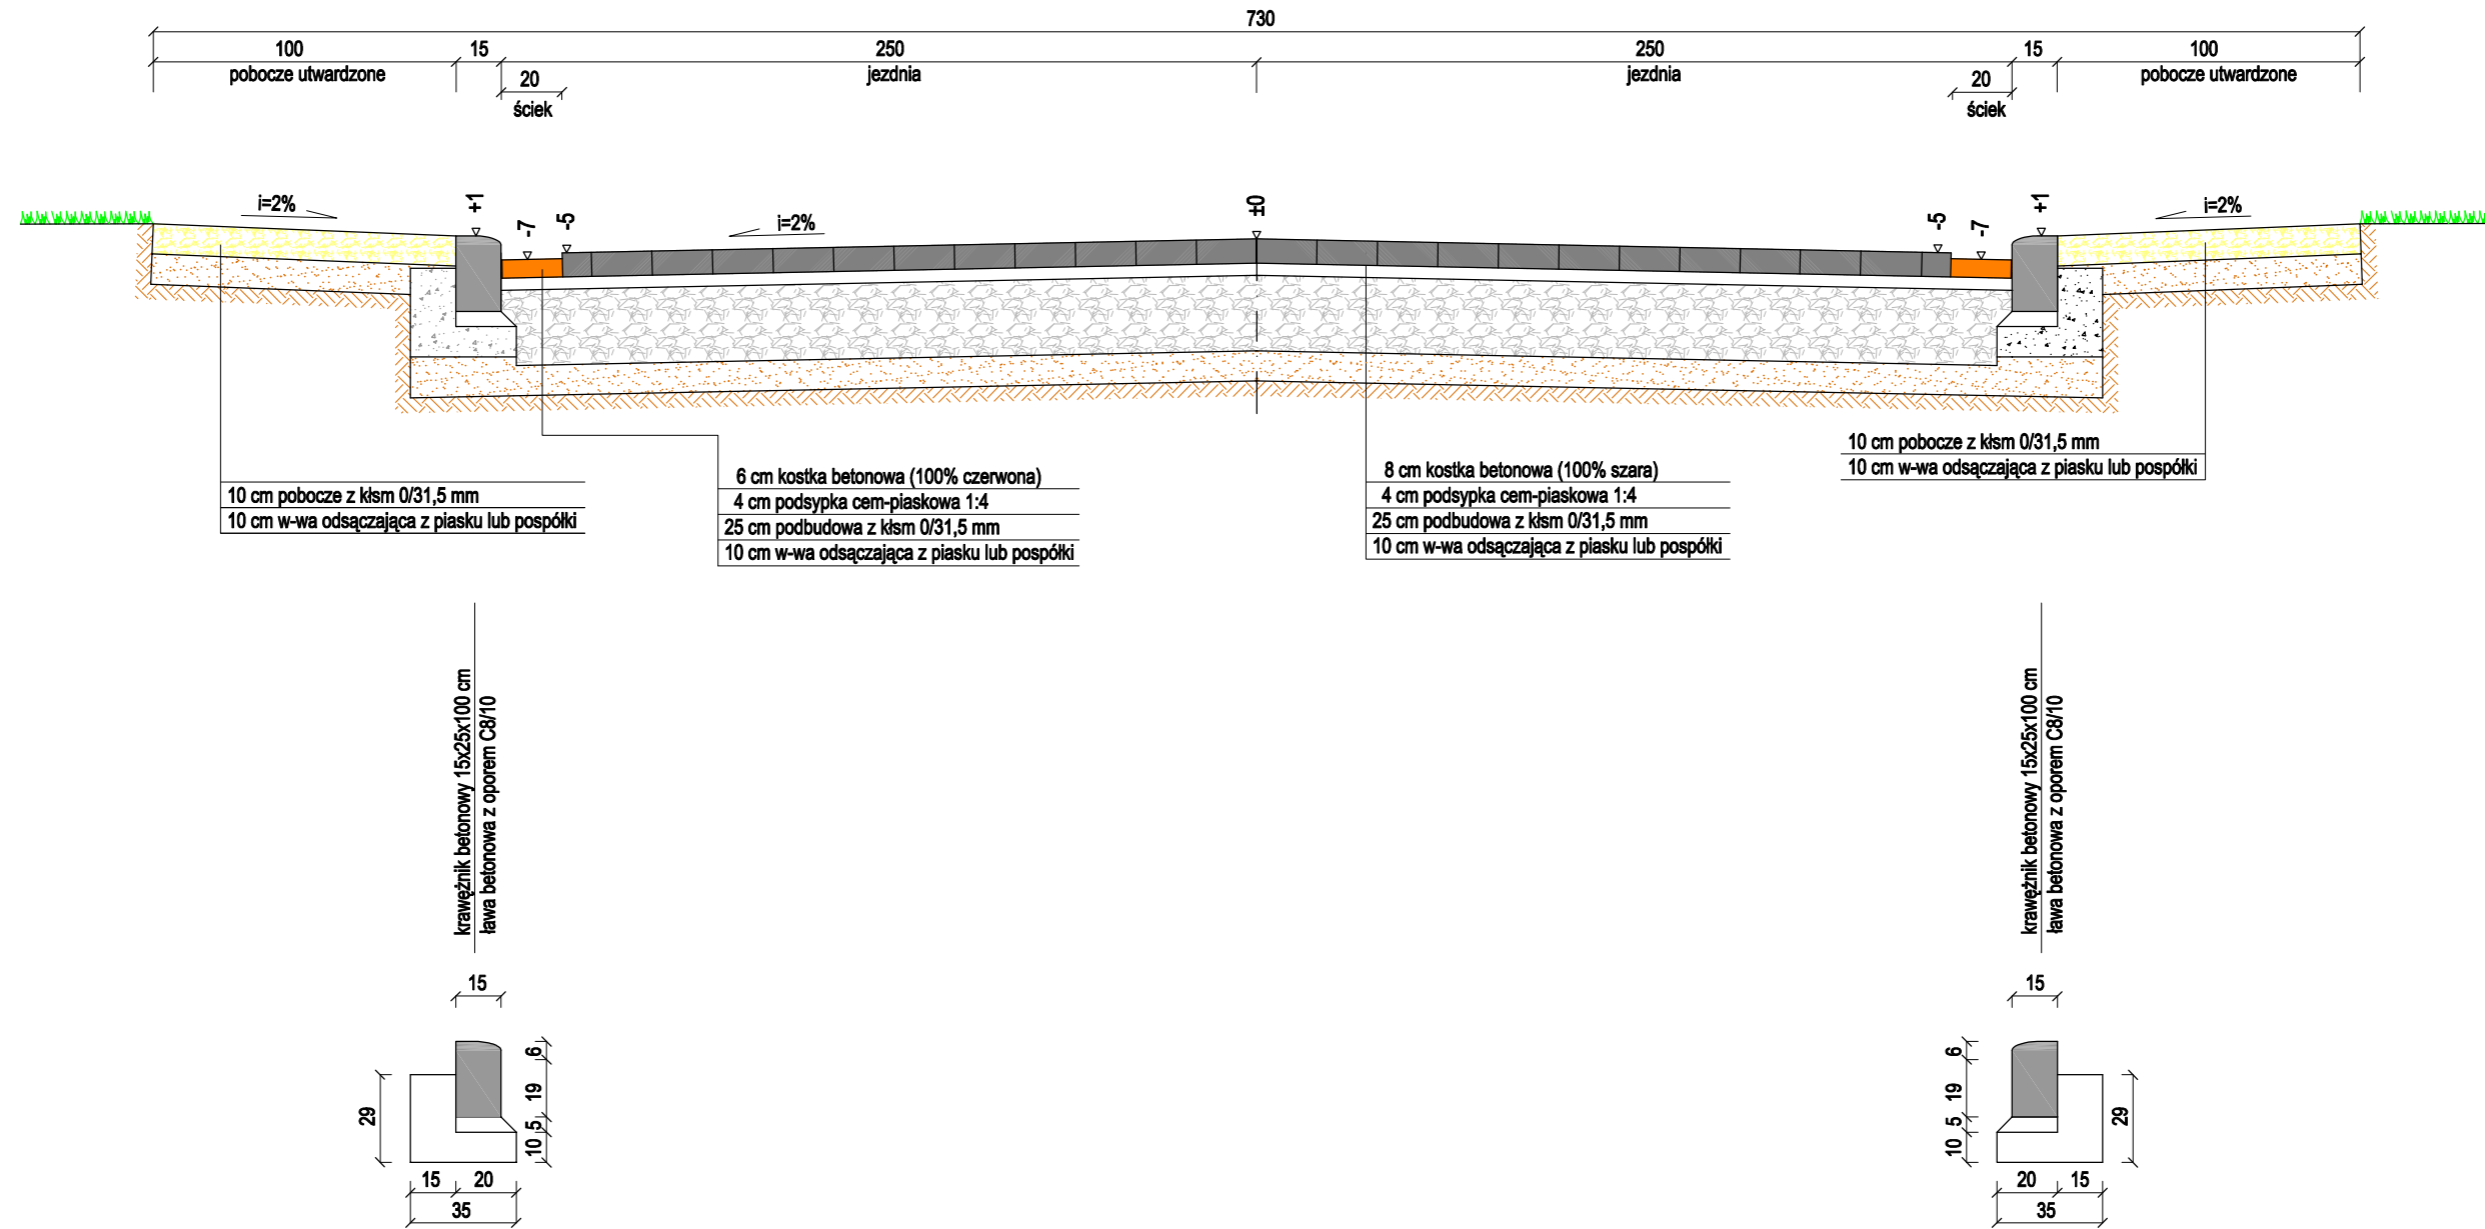 730
100 15 250 250 15 100
pobocze utwardzone jezdnia jezdnia pobocze utwardzone
20 20
ściek ściek
i=2% +1 -7 -5 i=2% ±0 -5 -7 +1 i=2%
10 cm pobocze z kłsm 0/31,5 mm
10 cm w-wa odsączająca z piasku lub pospółki
6 cm kostka betonowa (100% czerwona)
4 cm podsypka cem-piaskowa 1:4
25 cm podbudowa z kłsm 0/31,5 mm
10 cm w-wa odsączająca z piasku lub pospółki
8 cm kostka betonowa (100% szara)
4 cm podsypka cem-piaskowa 1:4
25 cm podbudowa z kłsm 0/31,5 mm
10 cm w-wa odsączająca z piasku lub pospółki
10 cm pobocze z kłsm 0/31,5 mm
10 cm w-wa odsączająca z piasku lub pospółki
krawężnik betonowy 15x25x100 cm
ława betonowa z oporem C8/10
krawężnik betonowy 15x25x100 cm
ława betonowa z oporem C8/10
15
6
19
5
10
29
15 20
35
15
6
19
5
10
29
20 15
35